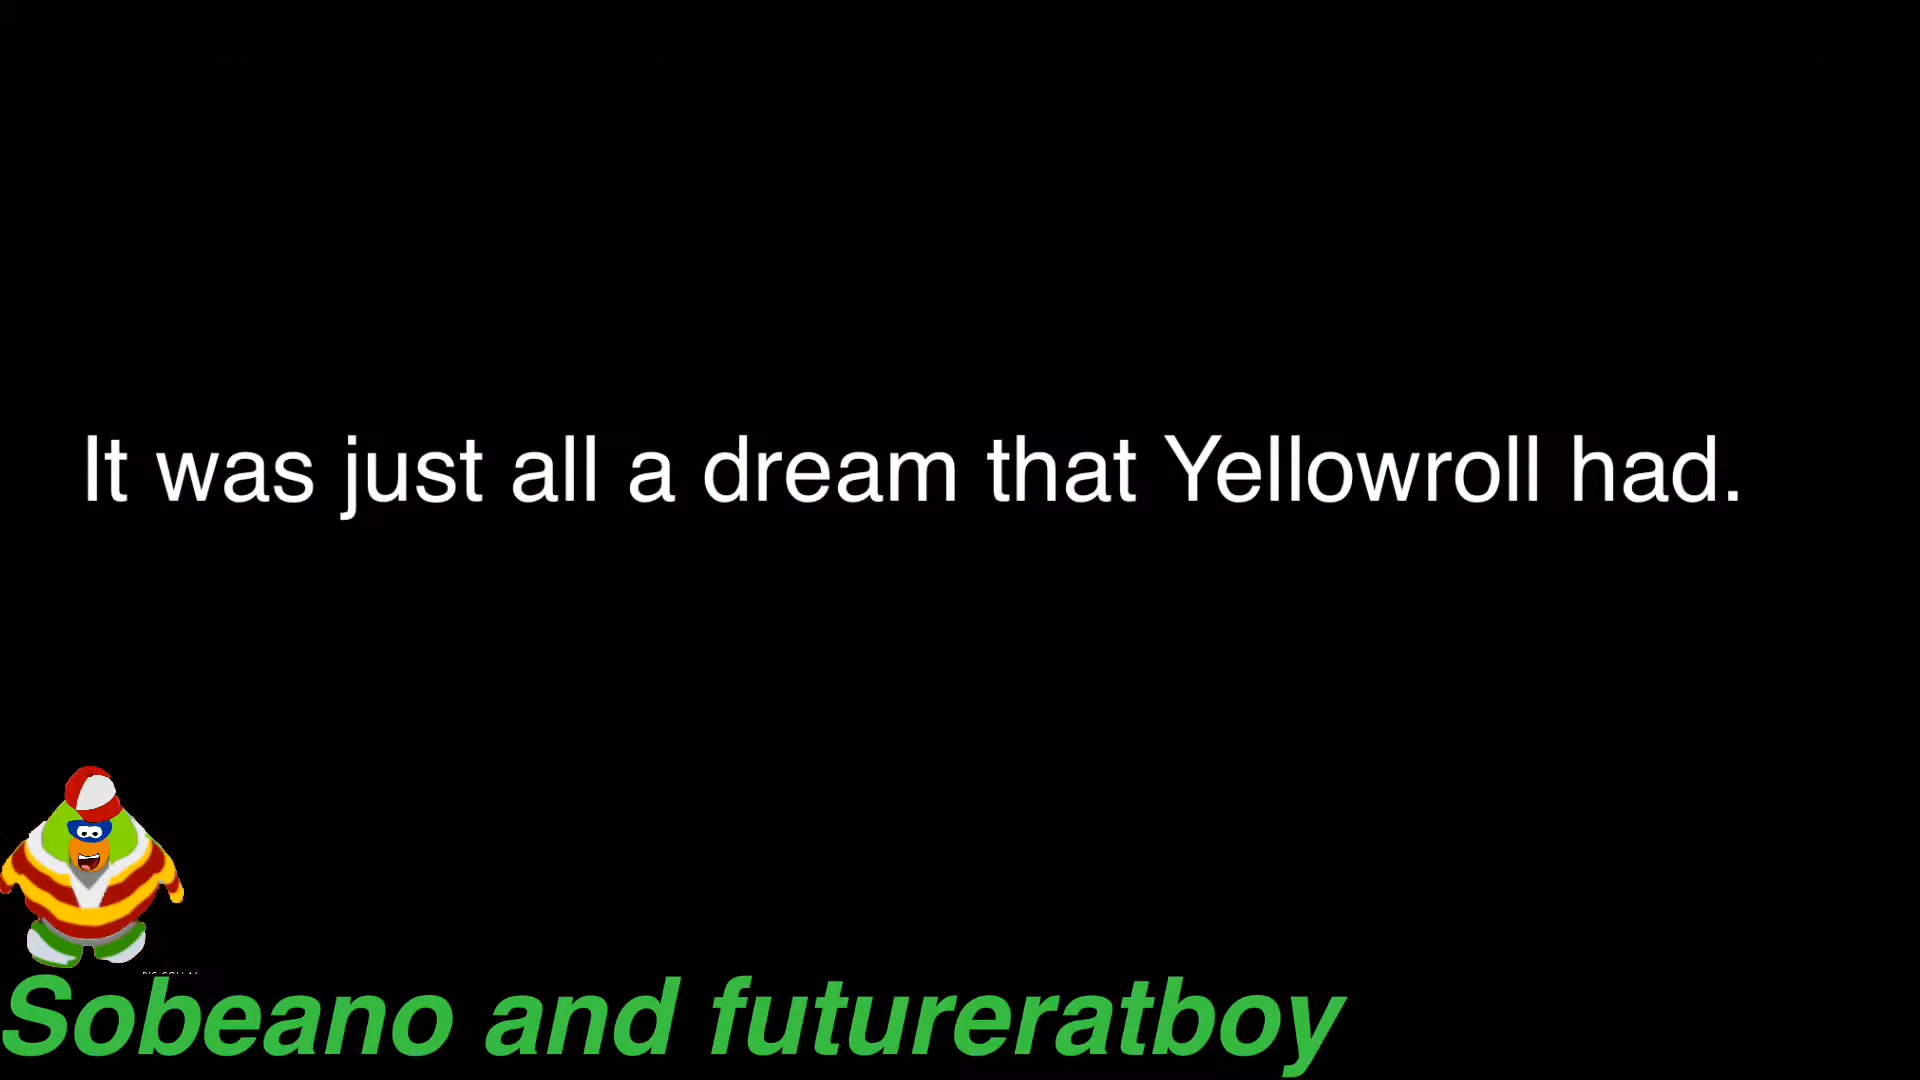 It was just all a dream that Yellowroll had.
Sobeano and futureratboy